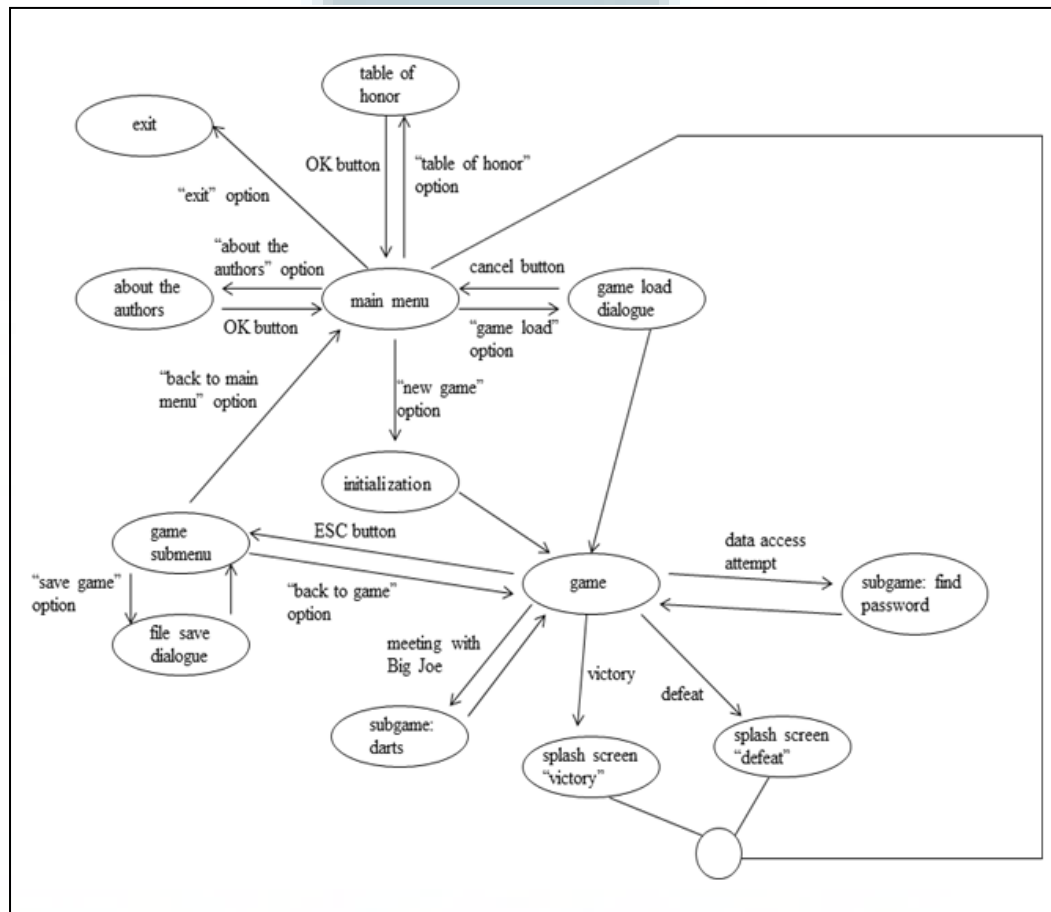 table of
honor
exit
OK button
“table of honor”
option
“exit” option
“about the
authors” option
cancel button
about the
authors
main menu
game load
dialogue
OK button
“game load”
option
“back to main
menu” option
“new game”
option
initialization
ESC button
game
submenu
data access
attempt
game
subgame: find
password
“save game”
option
“back to game”
option
file save
dialogue
meeting with
Big Joe
victory
defeat
subgame:
darts
splash screen
“victory”
splash screen
“defeat”